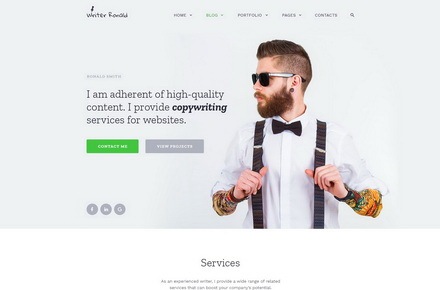 Writer Ronald
HOME BLOG PORTFOLIO PAGES CONTACTS
RONALD SMITH
I am adherent of high-quality
content. I provide copywriting
services for websites.
CONTACT ME VIEW PROJECTS
Services
As an experienced writer, I provide a wide range of related
services that can boost your company's potential.